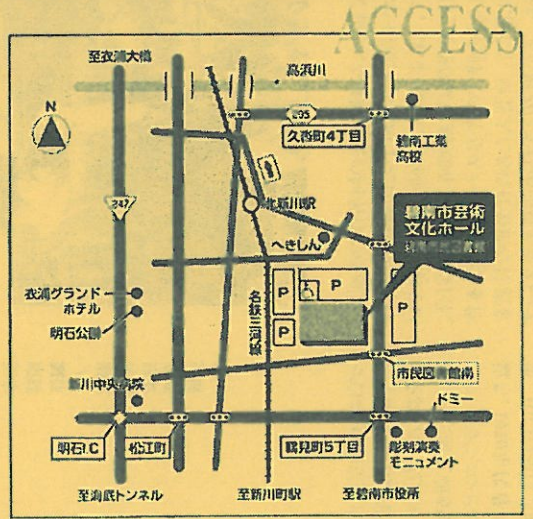 ACCESS
至衣浦大橋
高浜川
N
295
久沓町4丁目
碧南工業
高校
247
北新川駅
碧南市芸術
文化ホール
へきしん
衣浦グランド
ホテル
明石公園
名鉄三河線
P
P
P
P
新川中央病院
市民図書館南
ドミー
明石I.C
松江町
鶴見町5丁目
彫刻演奏
モニュメント
至海底トンネル
至新川町駅
至碧南市役所